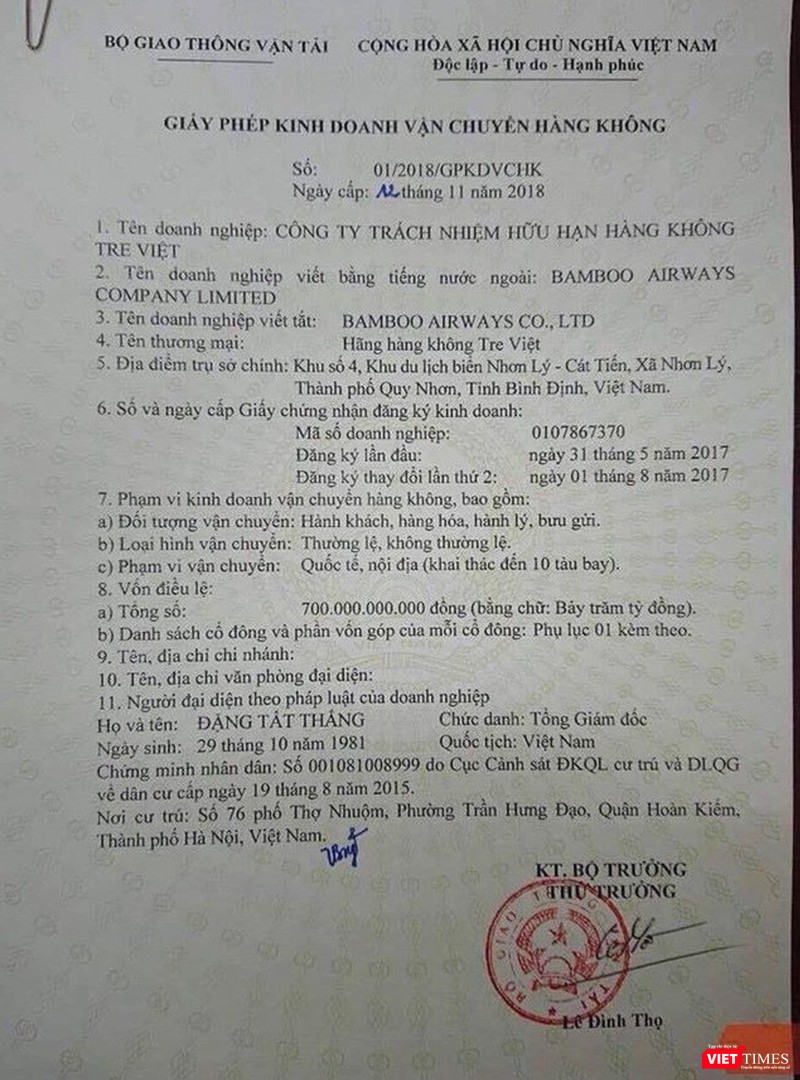 BỘ GIAO THÔNG VẬN TẢI CỘNG HÒA XÃ HỘI CHỦ NGHĨA VIỆT NAM
Độc lập - Tự do - Hạnh phúc
GIẤY PHÉP KINH DOANH VẬN CHUYỂN HÀNG KHÔNG
Số: 01/2018/GPKDVCHK
Ngày cấp: 12 tháng 11 năm 2018
1. Tên doanh nghiệp: CÔNG TY TRÁCH NHIỆM HỮU HẠN HÀNG KHÔNG
TRE VIỆT
2. Tên doanh nghiệp viết bằng tiếng nước ngoài: BAMBOO AIRWAYS
COMPANY LIMITED
3. Tên doanh nghiệp viết tắt: BAMBOO AIRWAYS CO., LTD
4. Tên thương mại: Hãng hàng không Tre Việt
5. Địa điểm trụ sở chính: Khu số 4, Khu du lịch biển Nhơn Lý - Cát Tiến, Xã Nhơn Lý,
Thành phố Quy Nhơn, Tỉnh Bình Định, Việt Nam.
6. Số và ngày cấp Giấy chứng nhận đăng ký kinh doanh:
Mã số doanh nghiệp: 0107867370
Đăng ký lần đầu: ngày 31 tháng 5 năm 2017
Đăng ký thay đổi lần thứ 2: ngày 01 tháng 8 năm 2017
7. Phạm vi kinh doanh vận chuyển hàng không, bao gồm:
a) Đối tượng vận chuyển: Hành khách, hàng hóa, hành lý, bưu gửi.
b) Loại hình vận chuyển: Thường lệ, không thường lệ.
c) Phạm vi vận chuyển: Quốc tế, nội địa (khai thác đến 10 tàu bay).
8. Vốn điều lệ:
a) Tổng số: 700.000.000.000 đồng (bằng chữ: Bảy trăm tỷ đồng).
b) Danh sách cổ đông và phần vốn góp của mỗi cổ đông: Phụ lục 01 kèm theo.
9. Tên, địa chỉ chi nhánh:
10. Tên, địa chỉ văn phòng đại diện:
11. Người đại diện theo pháp luật của doanh nghiệp
Họ và tên: ĐẶNG TẤT THẮNG Chức danh: Tổng Giám đốc
Ngày sinh: 29 tháng 10 năm 1981 Quốc tịch: Việt Nam
Chứng minh nhân dân: Số 001081008999 do Cục Cảnh sát ĐKQL cư trú và DLQG
về dân cư cấp ngày 19 tháng 8 năm 2015.
Nơi cư trú: Số 76 phố Thợ Nhuộm, Phường Trần Hưng Đạo, Quận Hoàn Kiếm,
Thành phố Hà Nội, Việt Nam.
KT. BỘ TRƯỞNG
THỨ TRƯỞNG
BỘ GIAO THÔNG VẬN TẢI
Lê Đình Thọ
VIET TIMES